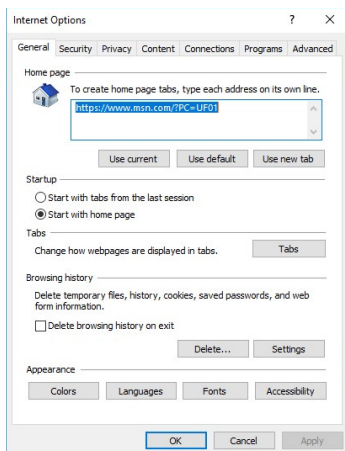 Internet Options ? ×
General Security Privacy Content Connections Programs Advanced
Home page
To create home page tabs, type each address on its own line.
https://www.msn.com/?PC=UF01
Use current Use default Use new tab
Startup
Start with tabs from the last session
Start with home page
Tabs
Change how webpages are displayed in tabs. Tabs
Browsing history
Delete temporary files, history, cookies, saved passwords, and web
form information.
Delete browsing history on exit
Delete... Settings
Appearance
Colors Languages Fonts Accessibility
OK Cancel Apply